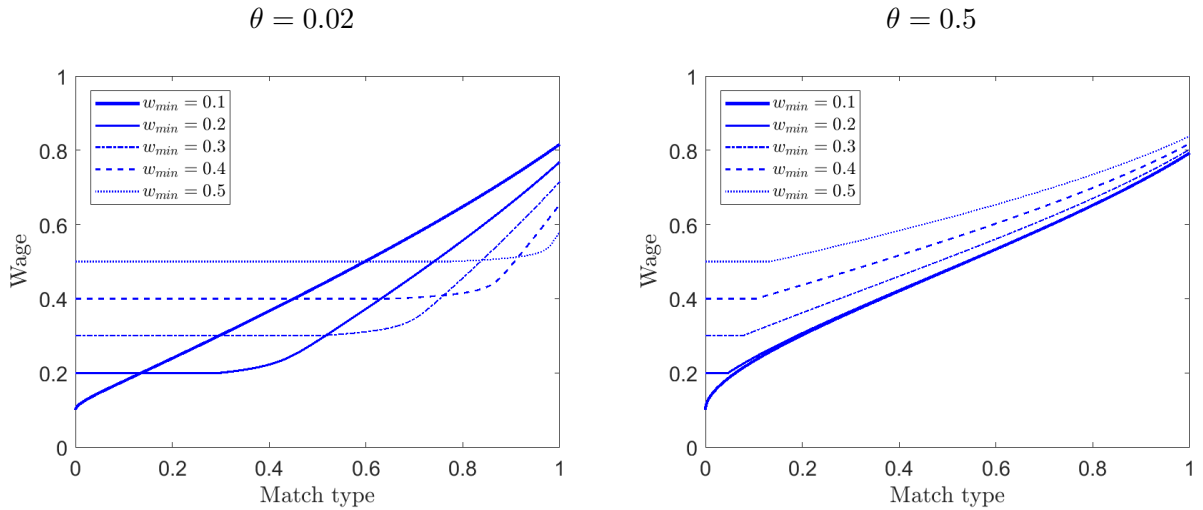 θ = 0.02
1
0.8
0.6
0.4
0.2
0
Wage
w_min = 0.1
w_min = 0.2
w_min = 0.3
w_min = 0.4
w_min = 0.5
0 0.2 0.4 0.6 0.8 1
Match type
θ = 0.5
1
0.8
0.6
0.4
0.2
0
Wage
w_min = 0.1
w_min = 0.2
w_min = 0.3
w_min = 0.4
w_min = 0.5
0 0.2 0.4 0.6 0.8 1
Match type